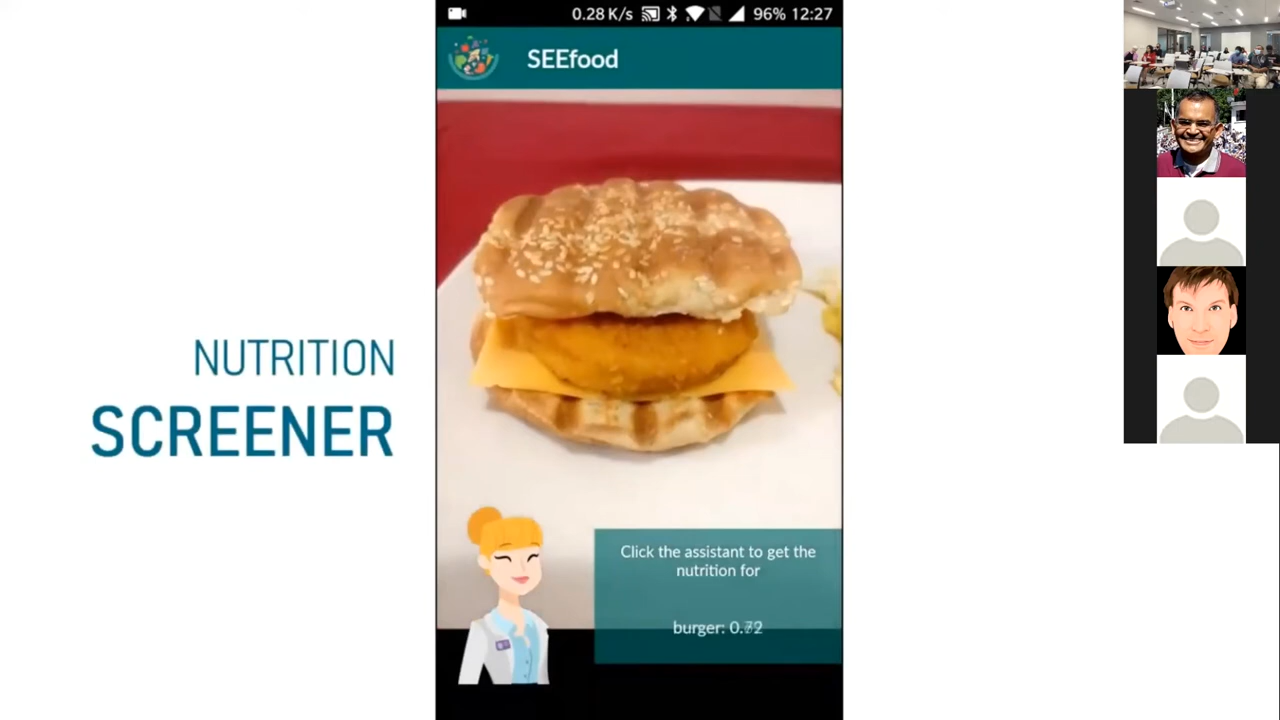 0.28 K/s 96% 12:27
SEEfood
NUTRITION
SCREENER
Click the assistant to get the
nutrition for
burger: